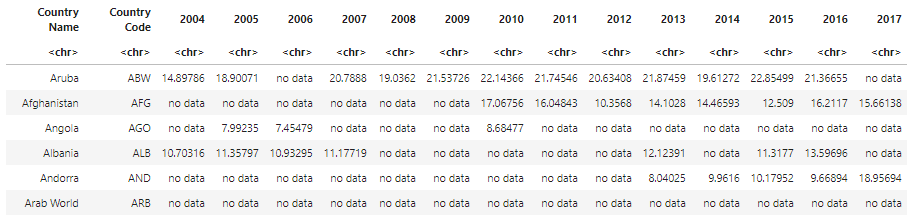 Country Name Country Code 2004 2005 2006 2007 2008 2009 2010 2011 2012 2013 2014 2015 2016 2017
<chr> <chr> <chr> <chr> <chr> <chr> <chr> <chr> <chr> <chr> <chr> <chr> <chr> <chr> <chr> <chr>
Aruba ABW 14.89786 18.90071 no data 20.7888 19.0362 21.53726 22.14366 21.74546 20.63408 21.87459 19.61272 22.85499 21.36655 no data
Afghanistan AFG no data no data no data no data no data no data 17.06756 16.04843 10.3568 14.1028 14.46593 12.509 16.2117 15.66138
Angola AGO no data 7.99235 7.45479 no data no data no data 8.68477 no data no data no data no data no data no data no data
Albania ALB 10.70316 11.35797 10.93295 11.17719 no data no data no data no data no data 12.12391 no data 11.3177 13.59696 no data
Andorra AND no data no data no data no data no data no data no data no data no data 8.04025 9.9616 10.17952 9.66894 18.95694
Arab World ARB no data no data no data no data no data no data no data no data no data no data no data no data no data no data